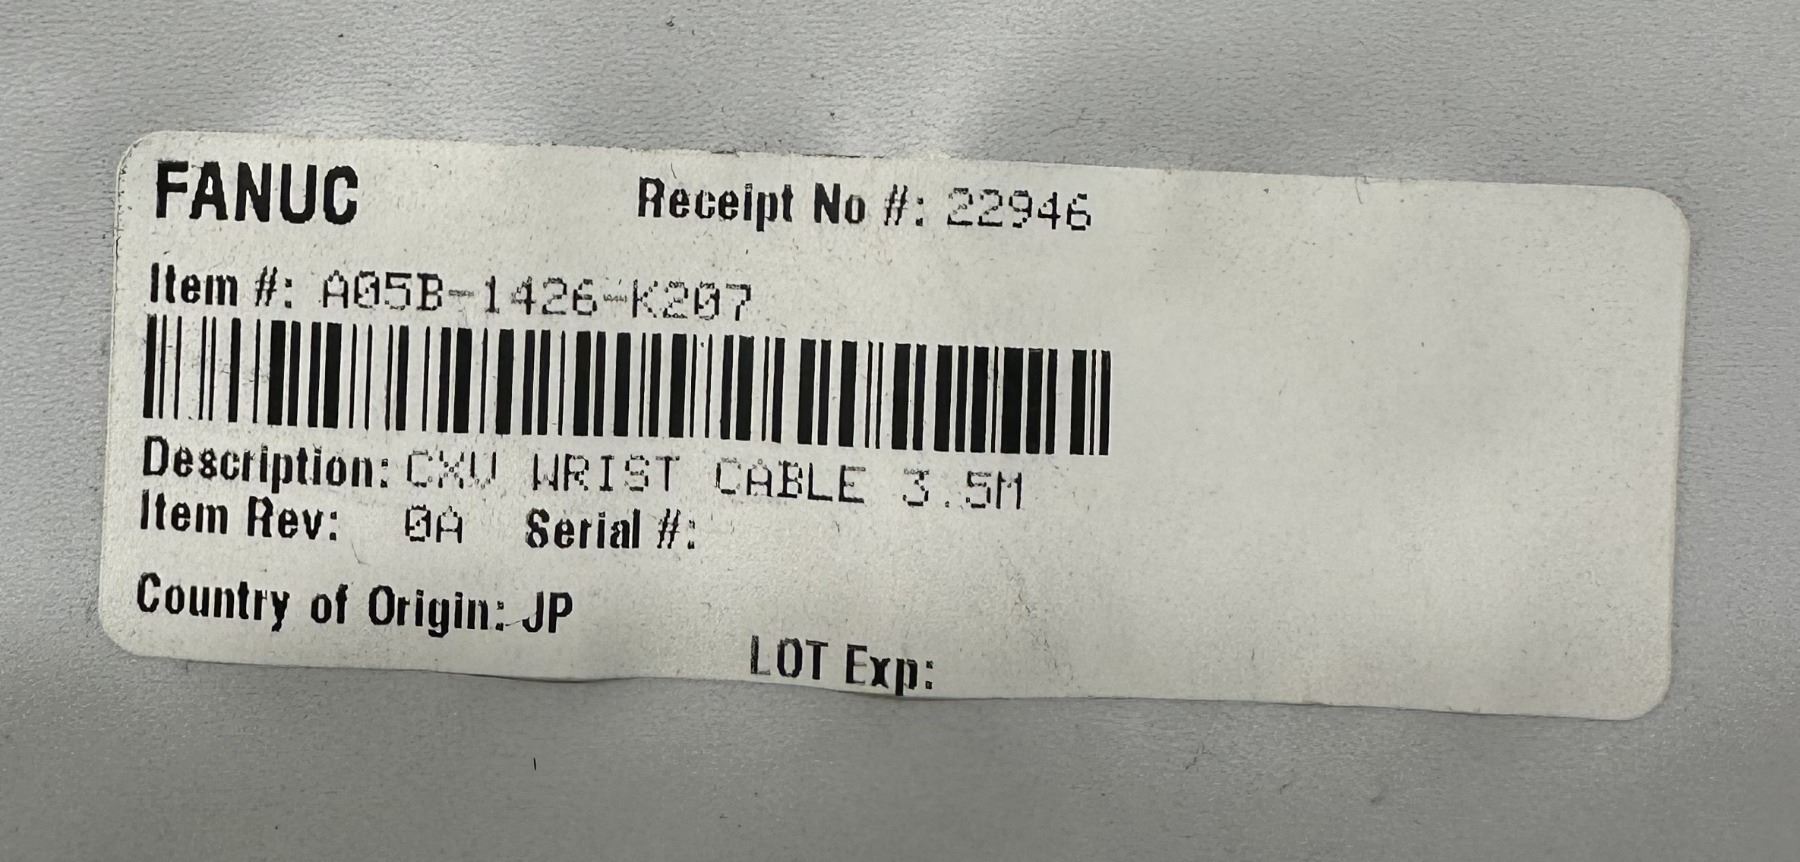 FANUC Receipt No #: 22946
Item #: A05B-1426-K207
Description: CXV WRIST CABLE 3.5M
Item Rev: 0A Serial #:
Country of Origin: JP
LOT Exp: